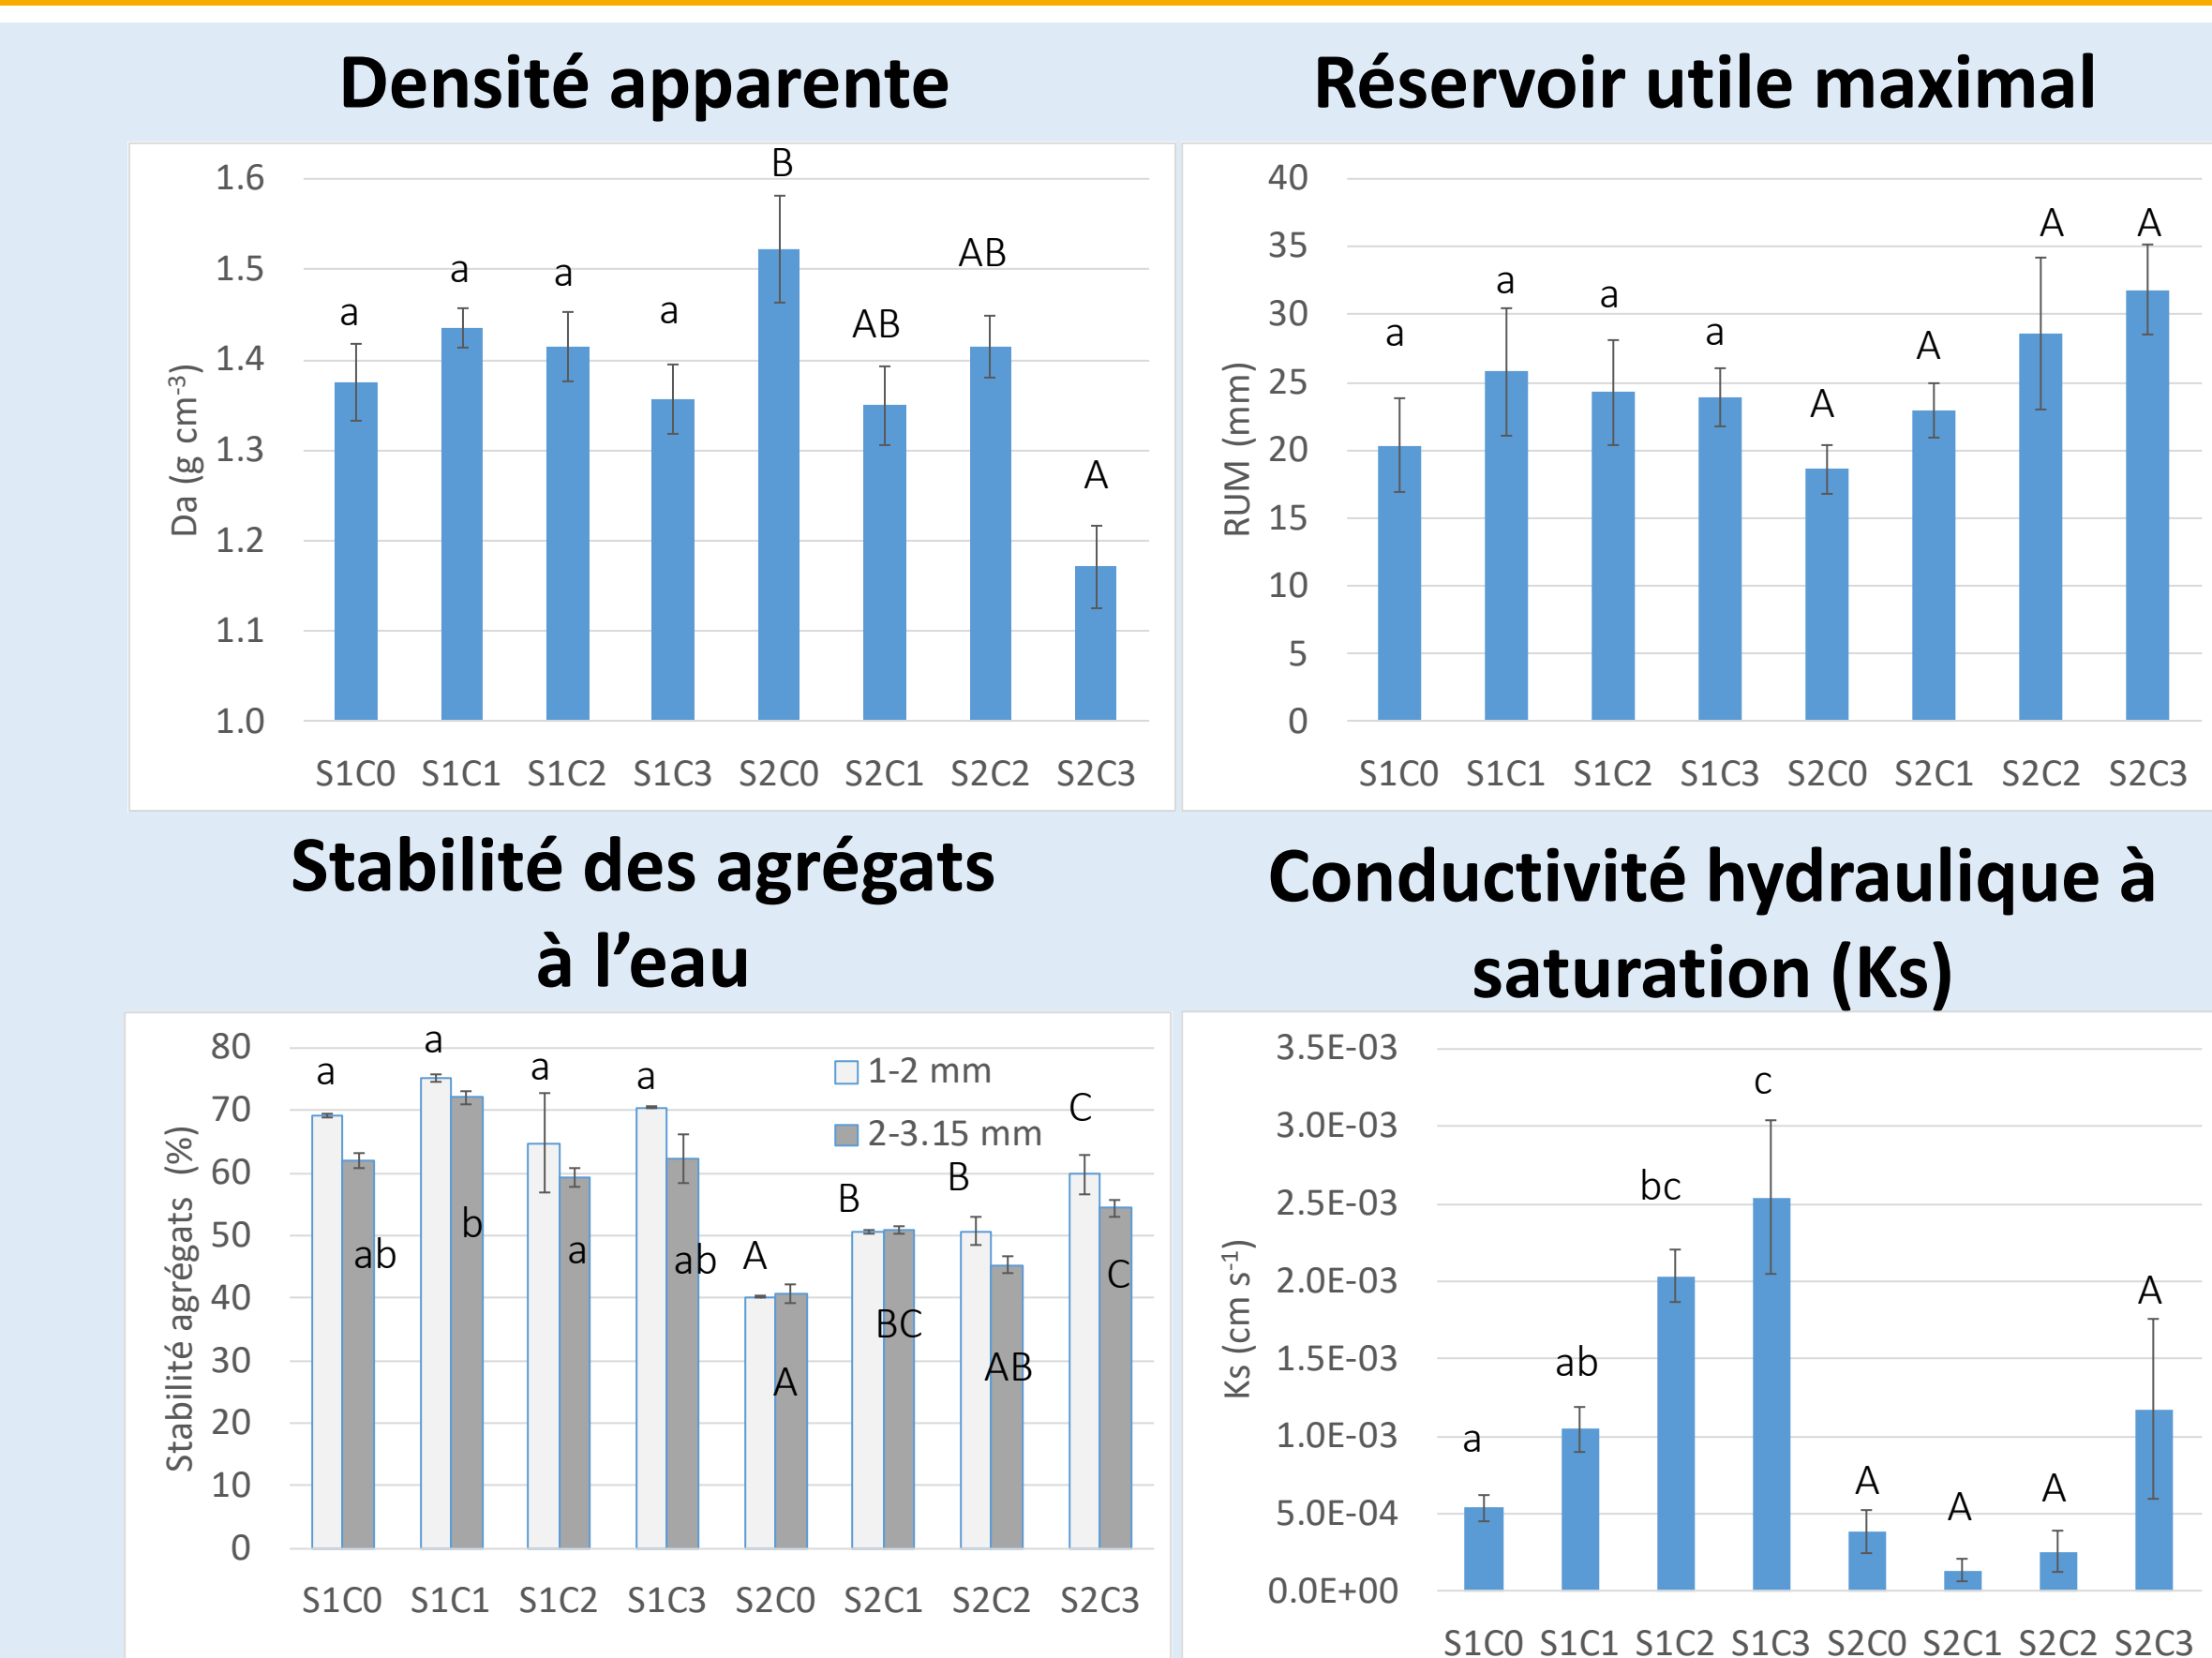 Densité apparente
B
1.6
AB
a
a
1.5
a
a
AB
1.4
A
1.3
1.2
1.1
1.0
Da (g cm-3)
S1C0 S1C1 S1C2 S1C3 S2C0 S2C1 S2C2 S2C3
Réservoir utile maximal
40
A A
35
a
a
30
a a A
25
A
20
15
10
5
0
RUM (mm)
S1C0 S1C1 S1C2 S1C3 S2C0 S2C1 S2C2 S2C3
Stabilité des agrégats
à l’eau
80
a
a
a
a
1-2 mm
2-3.15 mm
C
70
60
B
B
b
50
ab
a
ab
A
C
40
BC
AB
A
30
20
10
0
Stabilité agrégats (%)
S1C0 S1C1 S1C2 S1C3 S2C0 S2C1 S2C2 S2C3
Conductivité hydraulique à
saturation (Ks)
3.5E-03
c
3.0E-03
bc
2.5E-03
2.0E-03
A
1.5E-03
ab
1.0E-03
a
A
A
A
5.0E-04
0.0E+00
Ks (cm s-1)
S1C0 S1C1 S1C2 S1C3 S2C0 S2C1 S2C2 S2C3